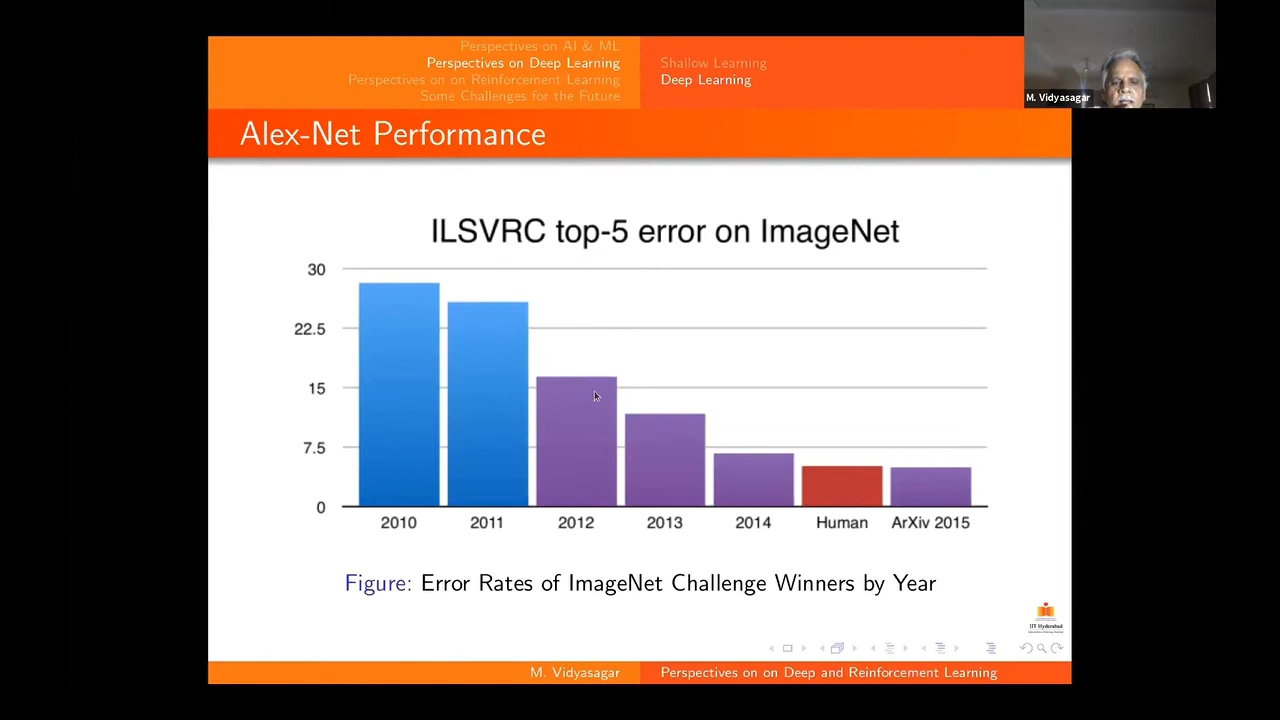 Perspectives on AI & ML
Perspectives on Deep Learning
Perspectives on on Reinforcement Learning
Some Challenges for the Future
Shallow Learning
Deep Learning
M. Vidyasagar
Alex-Net Performance
ILSVRC top-5 error on ImageNet
30
22.5
15
7.5
0
2010 2011 2012 2013 2014 Human ArXiv 2015
Figure: Error Rates of ImageNet Challenge Winners by Year
IIT Hyderabad
M. Vidyasagar Perspectives on on Deep and Reinforcement Learning